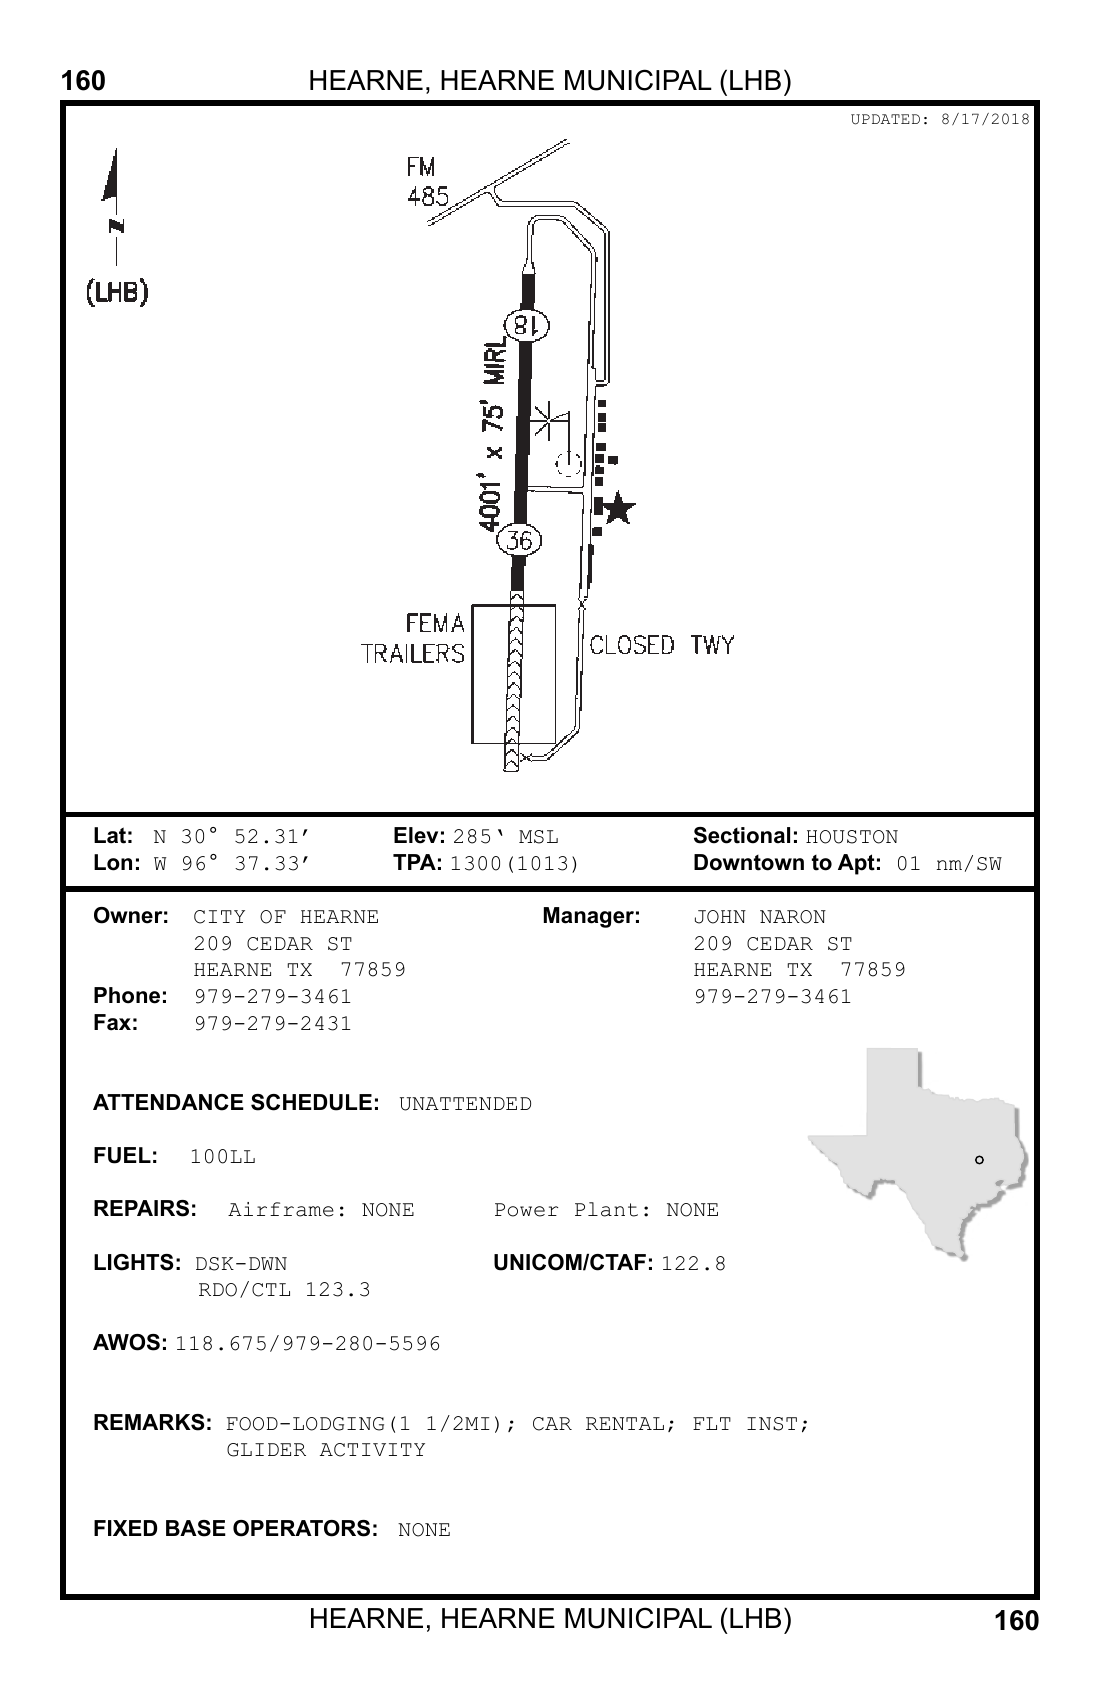 160 HEARNE, HEARNE MUNICIPAL (LHB)
UPDATED: 8/17/2018
FM
485
N
(LHB)
18
4001' x 75' MIRL
36
FEMA
TRAILERS
CLOSED TWY
Lat: N 30° 52.31′ Elev: 285‘ MSL Sectional: HOUSTON
Lon: W 96° 37.33′ TPA: 1300(1013) Downtown to Apt: 01 nm/SW
Owner: CITY OF HEARNE Manager: JOHN NARON
209 CEDAR ST 209 CEDAR ST
HEARNE TX 77859 HEARNE TX 77859
Phone: 979-279-3461 979-279-3461
Fax: 979-279-2431
ATTENDANCE SCHEDULE: UNATTENDED
FUEL: 100LL
REPAIRS: Airframe: NONE Power Plant: NONE
LIGHTS: DSK-DWN UNICOM/CTAF: 122.8
RDO/CTL 123.3
AWOS: 118.675/979-280-5596
REMARKS: FOOD-LODGING(1 1/2MI); CAR RENTAL; FLT INST;
GLIDER ACTIVITY
FIXED BASE OPERATORS: NONE
HEARNE, HEARNE MUNICIPAL (LHB) 160